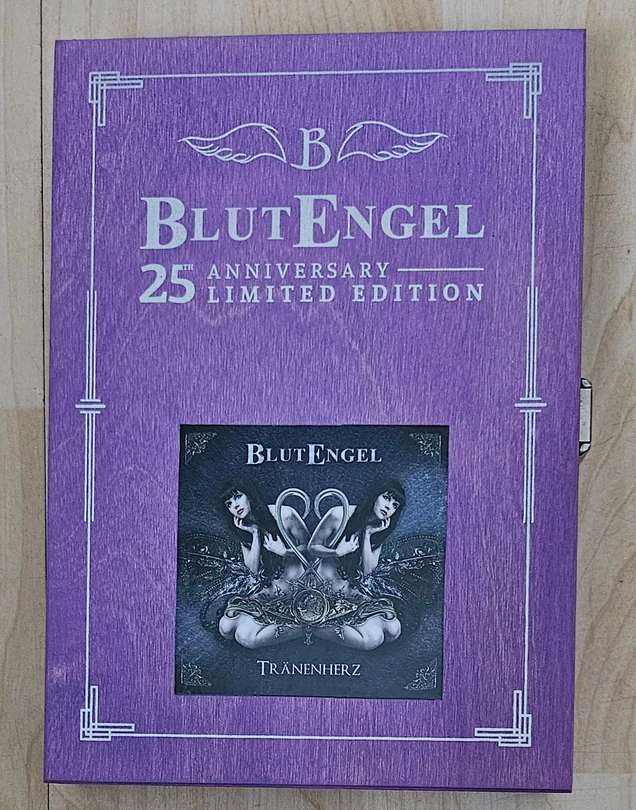 B
BLUTENGEL
25TH ANNIVERSARY
LIMITED EDITION
BLUTENGEL
TRÄNENHERZ